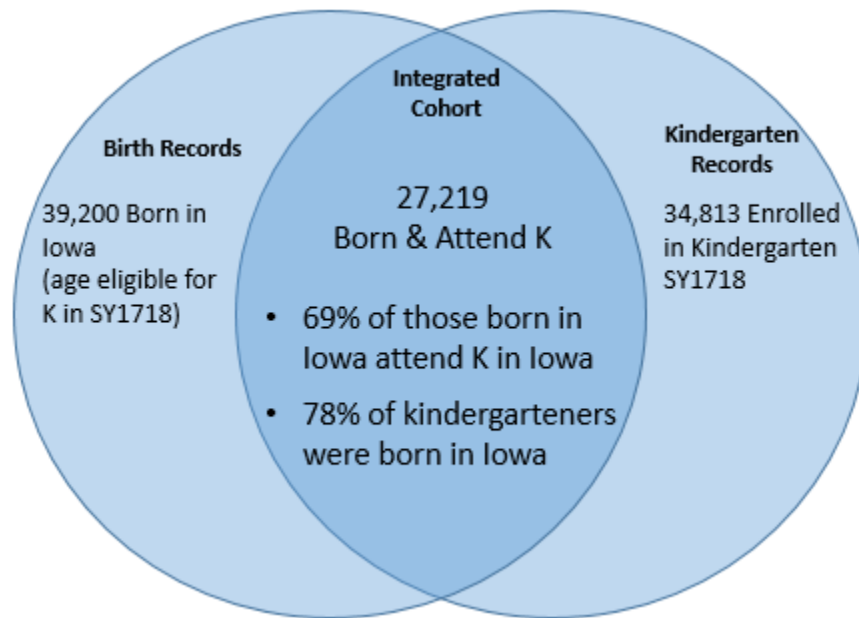 Birth Records
39,200 Born in
Iowa
(age eligible for
K in SY1718)
Integrated
Cohort
27,219
Born & Attend K
• 69% of those born in
Iowa attend K in Iowa
• 78% of kindergarteners
were born in Iowa
Kindergarten
Records
34,813 Enrolled
in Kindergarten
SY1718